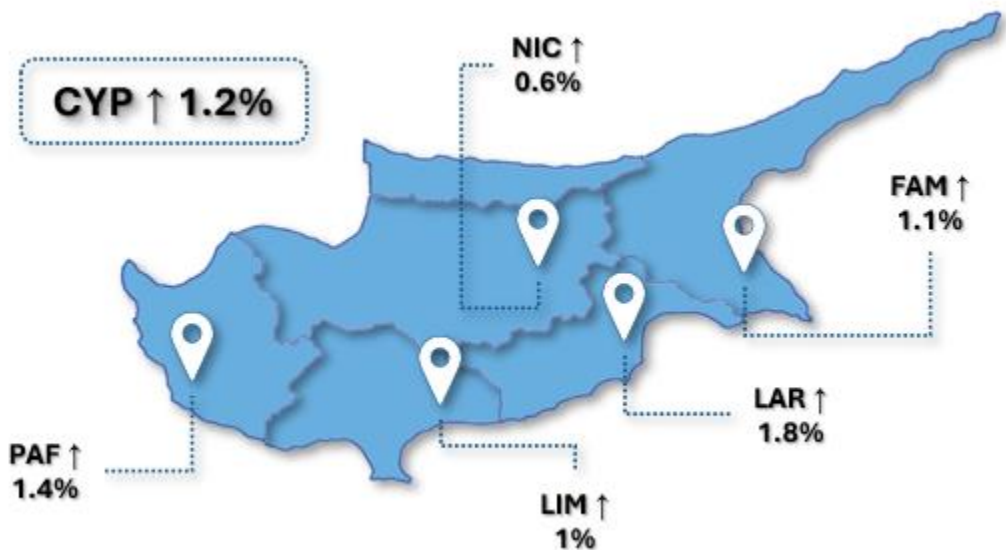 NIC ↑
0.6%
CYP ↑ 1.2%
FAM ↑
1.1%
LAR ↑
1.8%
PAF ↑
1.4%
LIM ↑
1%